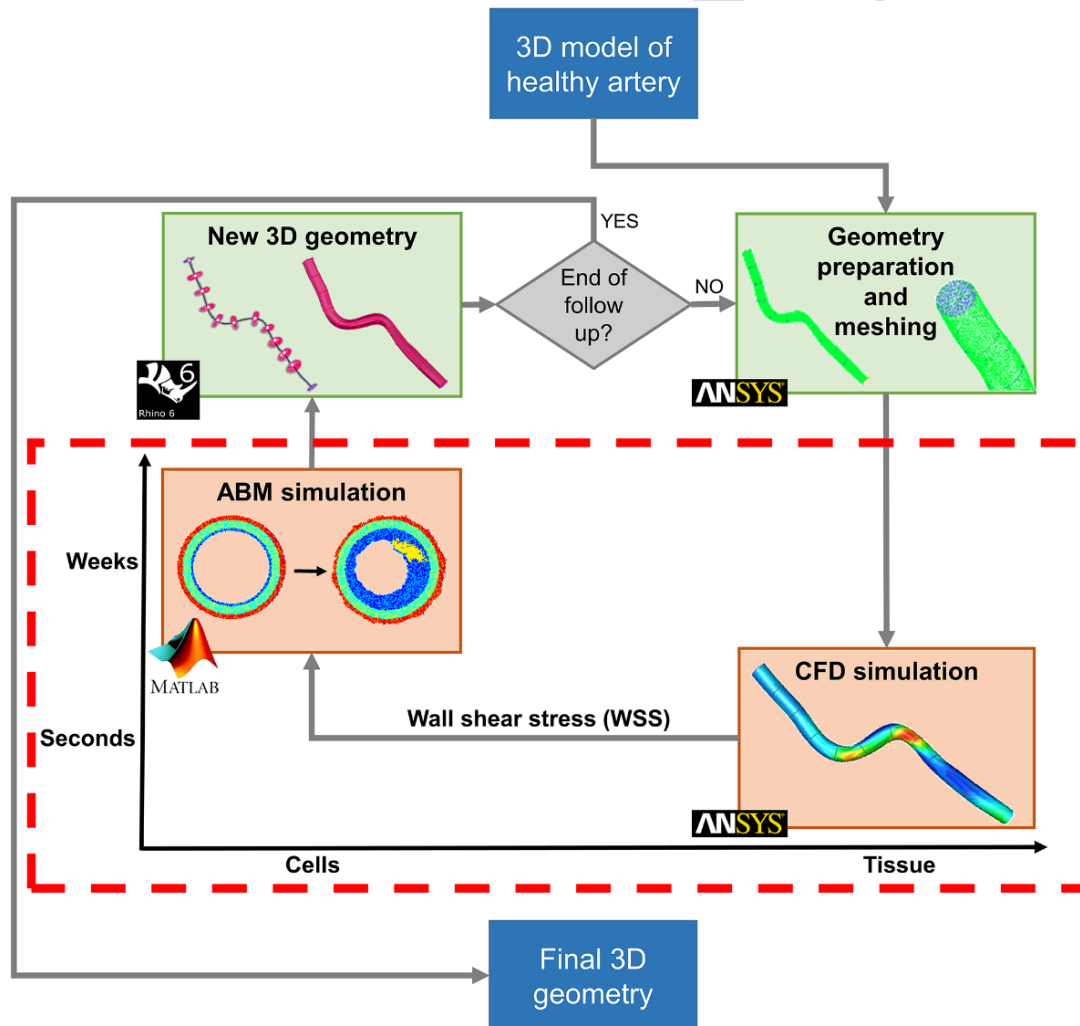 3D model of
healthy artery
YES
New 3D geometry
End of
follow
up?
NO
Geometry
preparation
and
meshing
6
Rhino 6
ANSYS®
ABM simulation
Weeks
MATLAB
CFD simulation
Wall shear stress (WSS)
Seconds
ANSYS®
Cells
Tissue
Final 3D
geometry